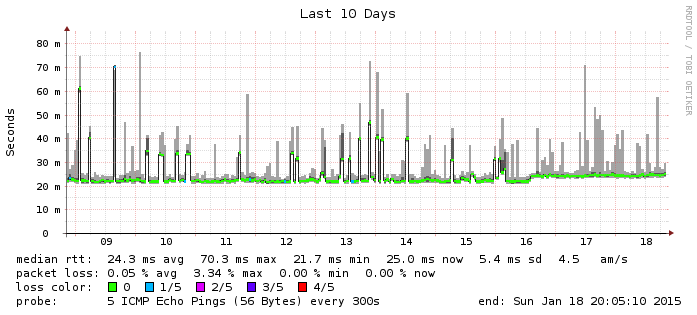 Last 10 Days
RRDTOOL / TOBI OETIKER
Seconds
80 m
70 m
60 m
50 m
40 m
30 m
20 m
10 m
0
09 10 11 12 13 14 15 16 17 18
median rtt: 24.3 ms avg 70.3 ms max 21.7 ms min 25.0 ms now 5.4 ms sd 4.5 am/s
packet loss: 0.05 % avg 3.34 % max 0.00 % min 0.00 % now
loss color: 0 1/5 2/5 3/5 4/5
probe: 5 ICMP Echo Pings (56 Bytes) every 300s end: Sun Jan 18 20:05:10 2015